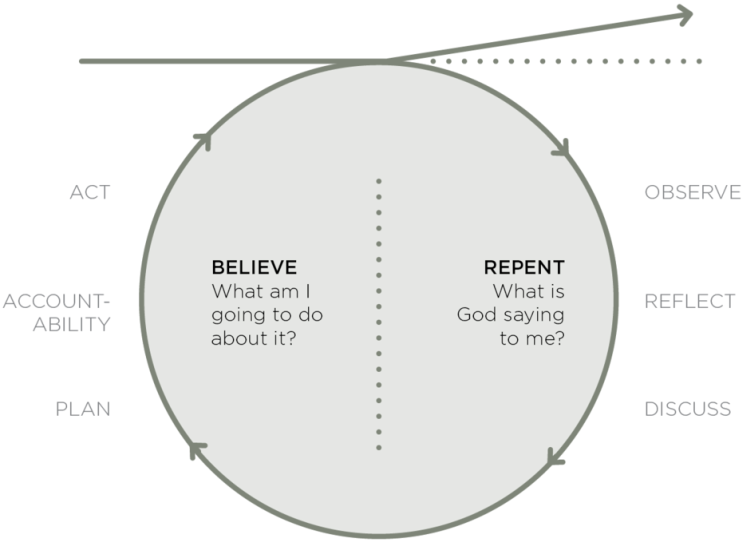 ACT
ACCOUNT-
ABILITY
PLAN
BELIEVE
What am I
going to do
about it?
REPENT
What is
God saying
to me?
OBSERVE
REFLECT
DISCUSS